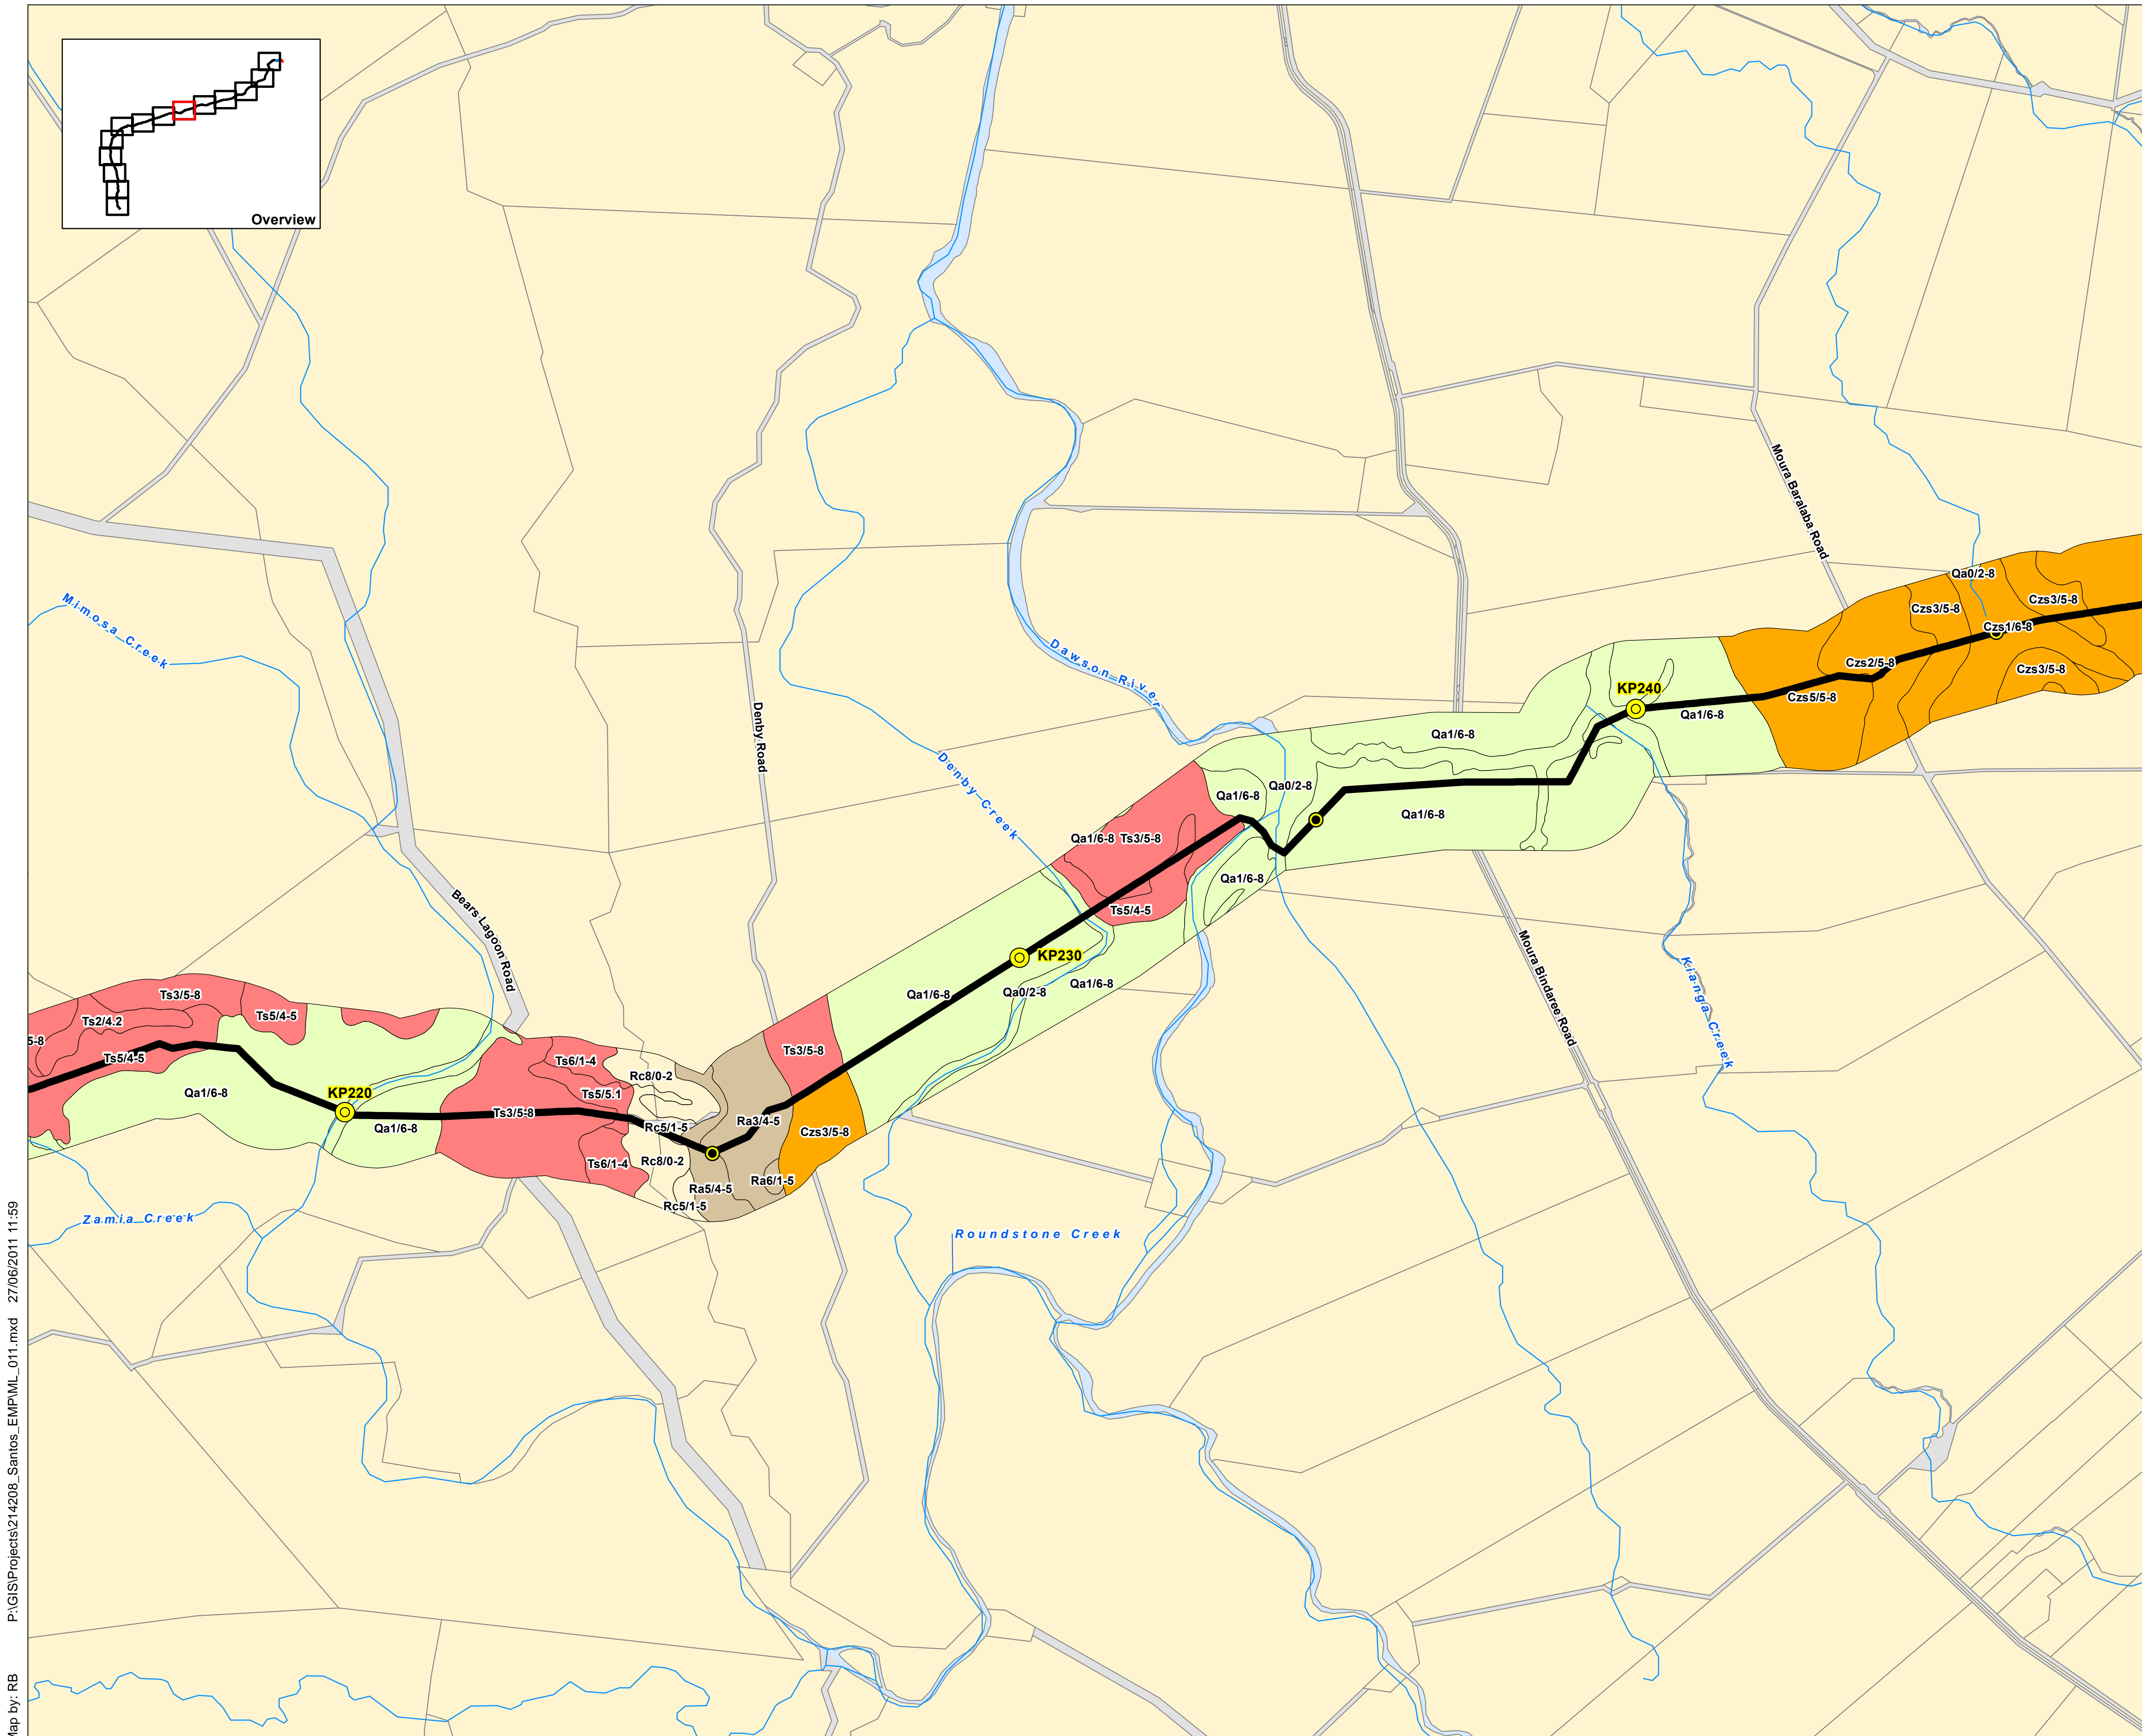 Overview
Mimosa Creek
Moura Baralaba Road
Qa0/2-8
Czs3/5-8
Czs3/5-8
Czs1/6-8
Czs2/5-8
Czs3/5-8
Dawson River
KP240
Czs5/5-8
Qa1/6-8
Denby Road
Qa1/6-8
Denby Creek
Qa0/2-8
Qa1/6-8
Qa1/6-8
Qa1/6-8
Ts3/5-8
Qa1/6-8
Ts5/4-5
Bears Lagoon Road
Moura Bindaree Road
KP230
Kianga Creek
Qa1/6-8
Qa0/2-8
Qa1/6-8
Ts3/5-8
Ts5/4-5
Ts2/4.2
5-8
Ts5/4-5
Ts3/5-8
Ts6/1-4
Rc8/0-2
KP220
Qa1/6-8
Ts5/5.1
Ts3/5-8
Ra3/4-5
Rc5/1-5
Qa1/6-8
Czs3/5-8
Ts6/1-4
Rc8/0-2
Ra6/1-5
Ra5/4-5
Rc5/1-5
Zamia Creek
Roundstone Creek
Map by: RB P:\GIS\Projects\214208_Santos_EMP\ML_011.mxd 27/06/2011 11:59